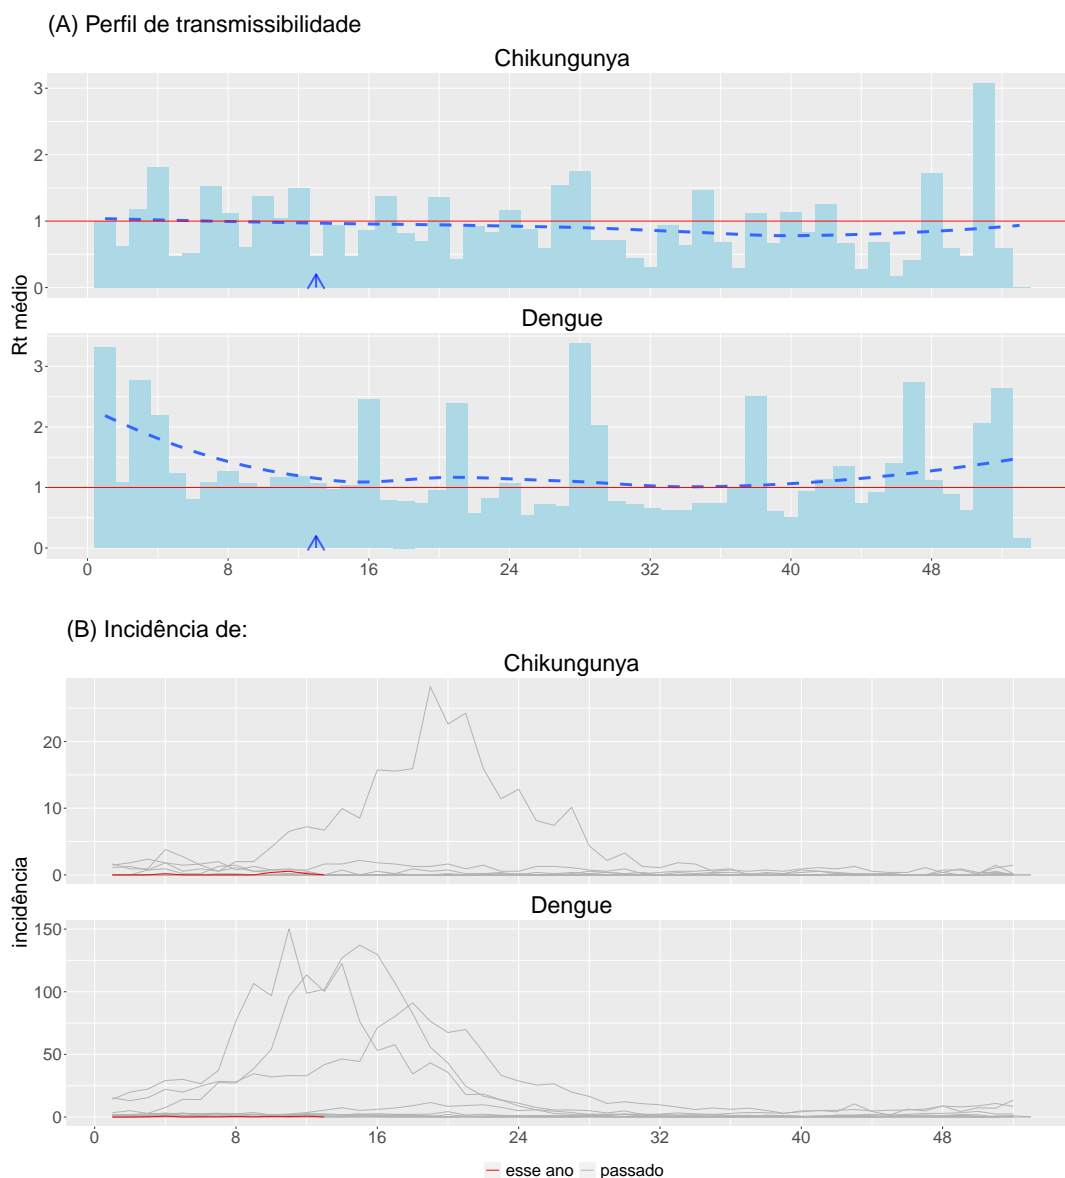 (A) Perfil de transmissibilidade
Chikungunya
3
2
1
0
Rt médio
Dengue
3
2
1
0
0 8 16 24 32 40 48
(B) Incidência de:
Chikungunya
20
10
0
incidência
Dengue
150
100
50
0
0 8 16 24 32 40 48
esse ano passado